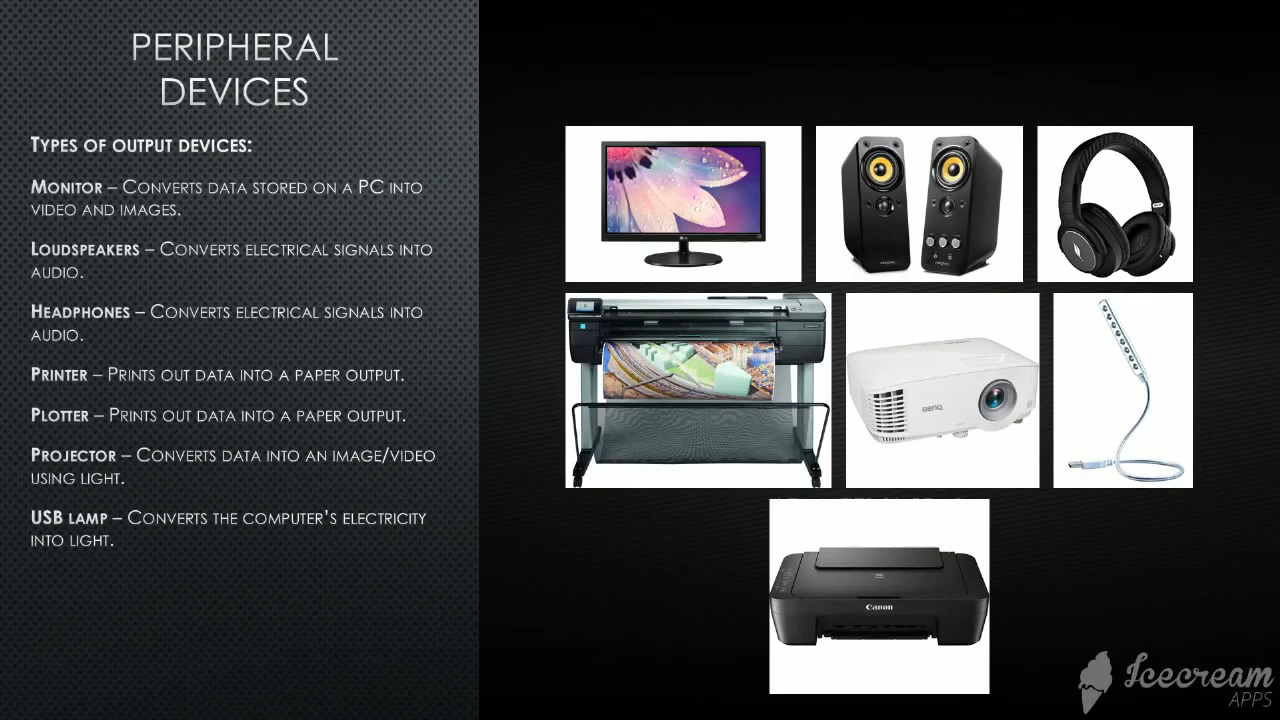 PERIPHERAL
DEVICES
TYPES OF OUTPUT DEVICES:
MONITOR – CONVERTS DATA STORED ON A PC INTO
VIDEO AND IMAGES.
LOUDSPEAKERS – CONVERTS ELECTRICAL SIGNALS INTO
AUDIO.
HEADPHONES – CONVERTS ELECTRICAL SIGNALS INTO
AUDIO.
PRINTER – PRINTS OUT DATA INTO A PAPER OUTPUT.
PLOTTER – PRINTS OUT DATA INTO A PAPER OUTPUT.
PROJECTOR – CONVERTS DATA INTO AN IMAGE/VIDEO
USING LIGHT.
USB LAMP – CONVERTS THE COMPUTER'S ELECTRICITY
INTO LIGHT.
BenQ
Canon
Icecream
APPS